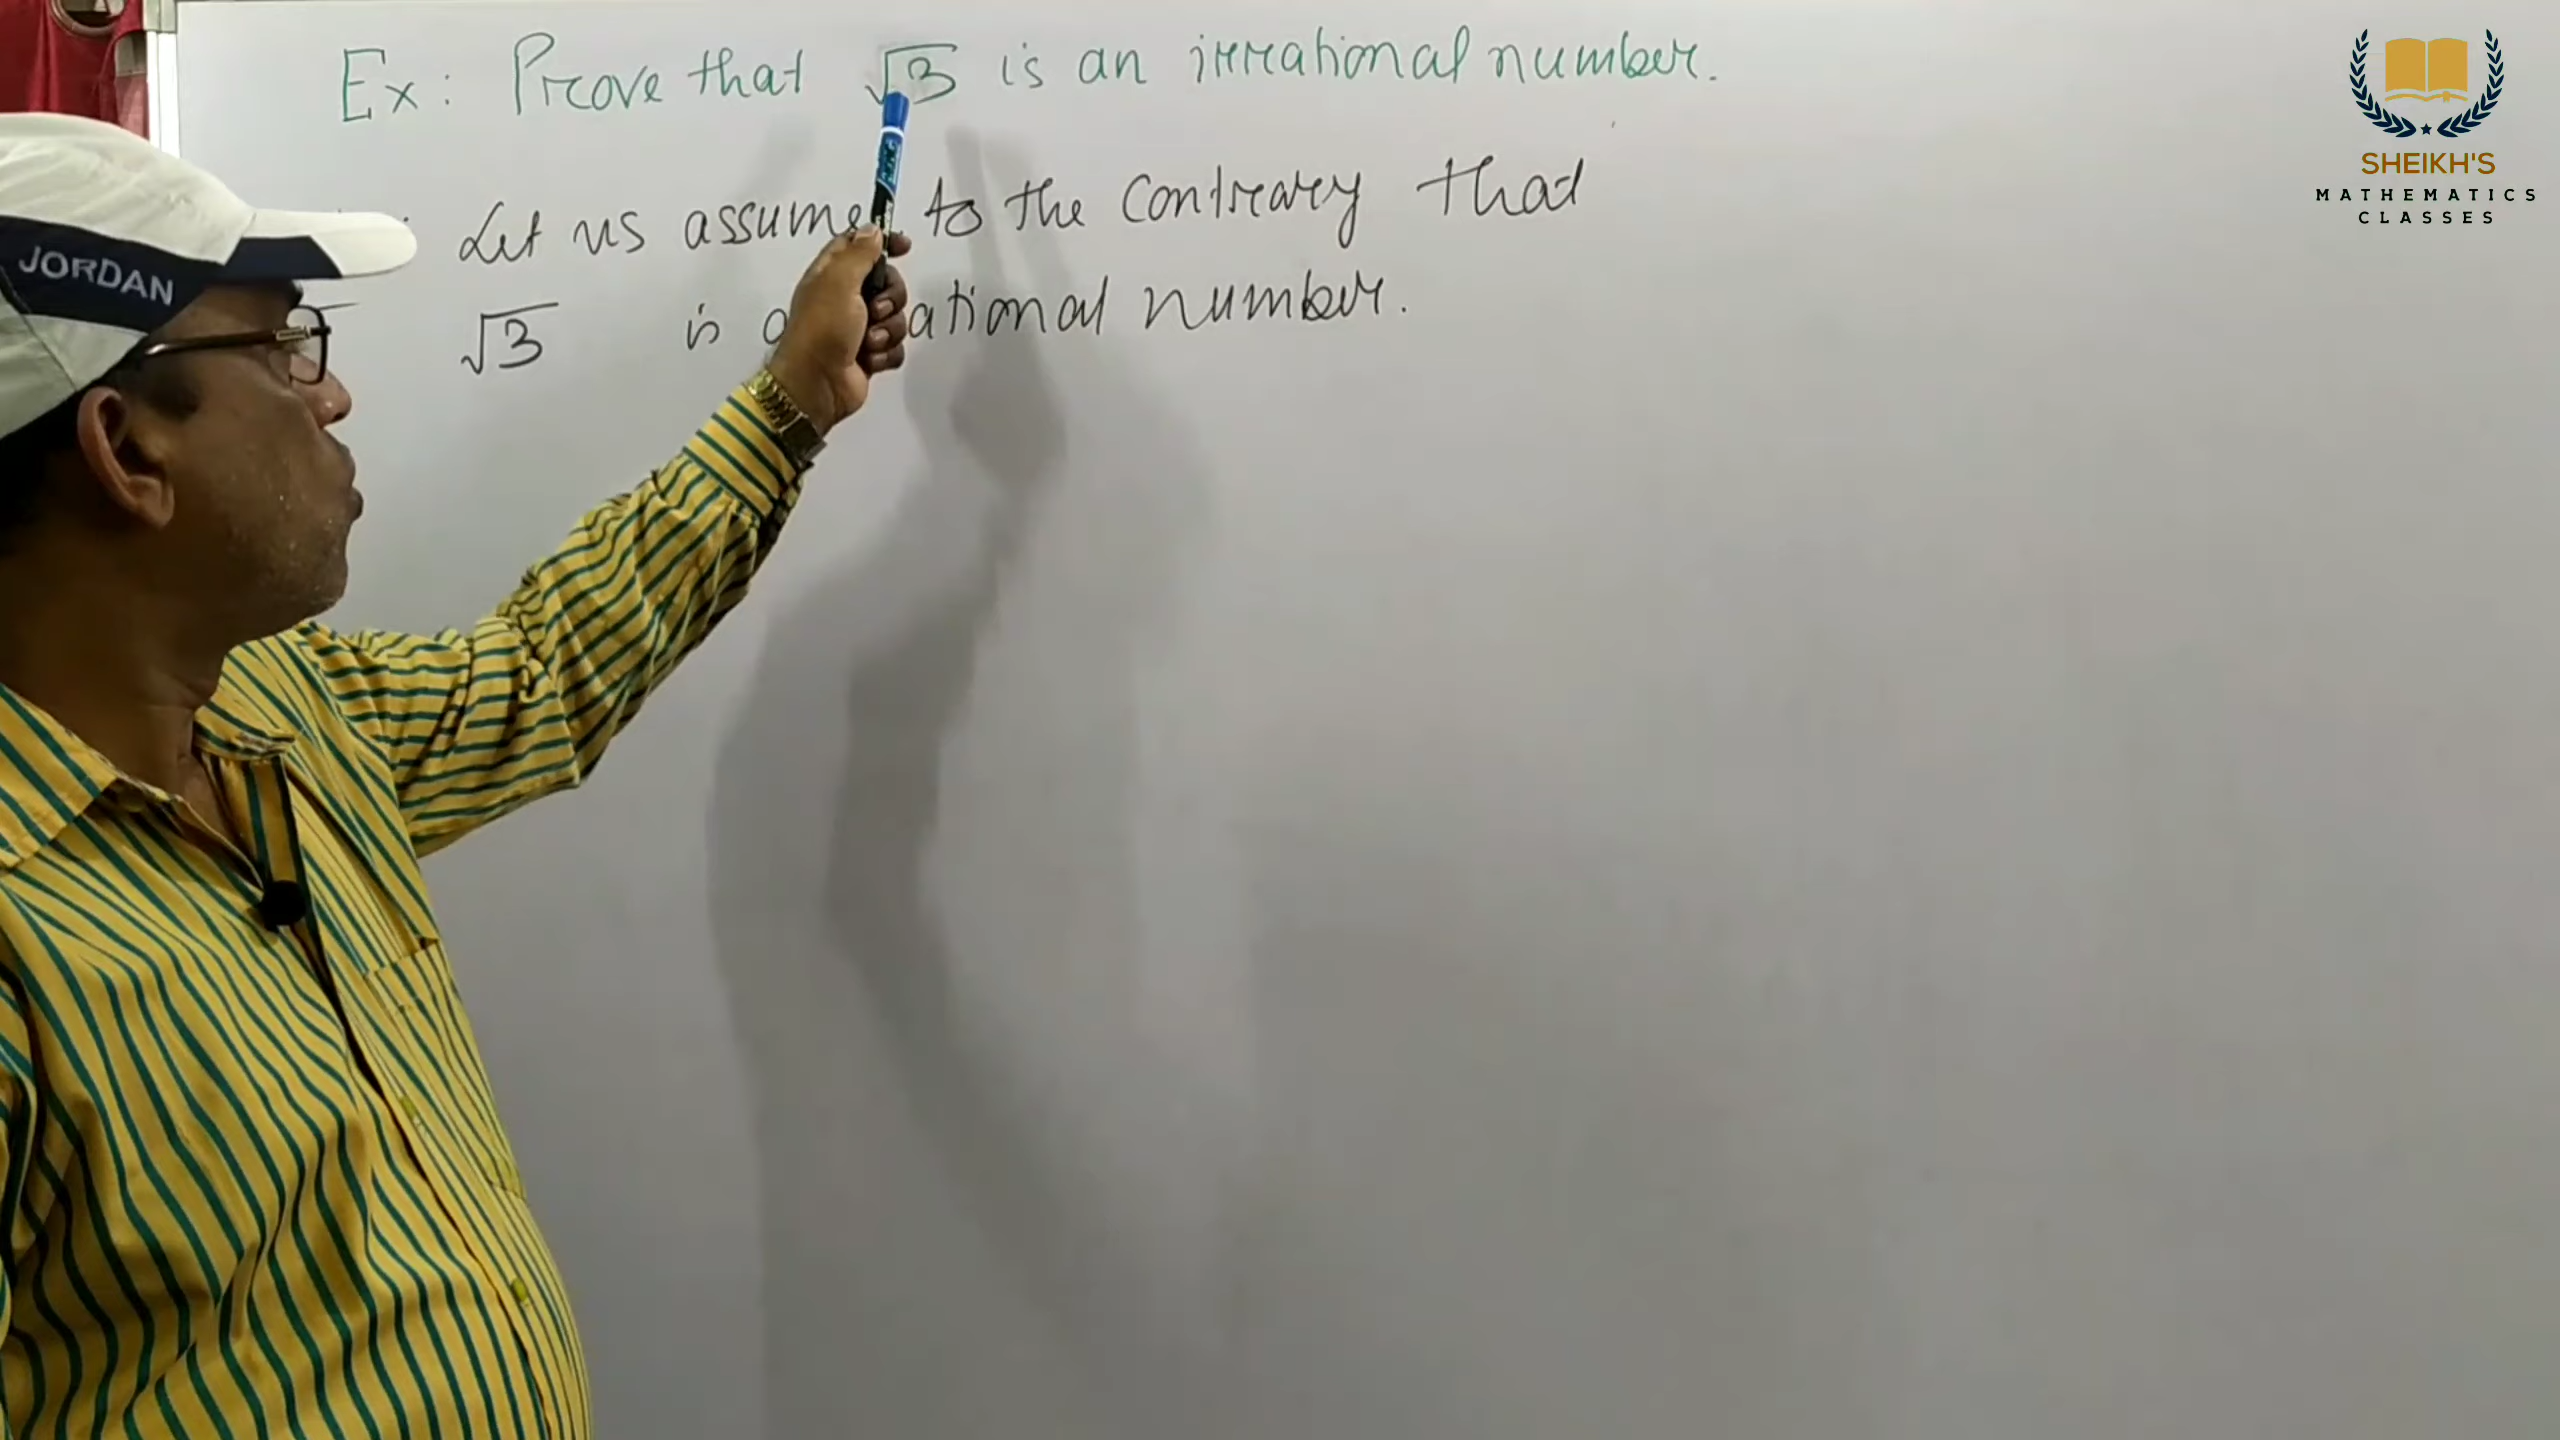 Ex: Prove that √3 is an irrational number.
Let us assume to the contrary that
√3 is a rational number.
JORDAN
SHEIKH'S
MATHEMATICS
CLASSES